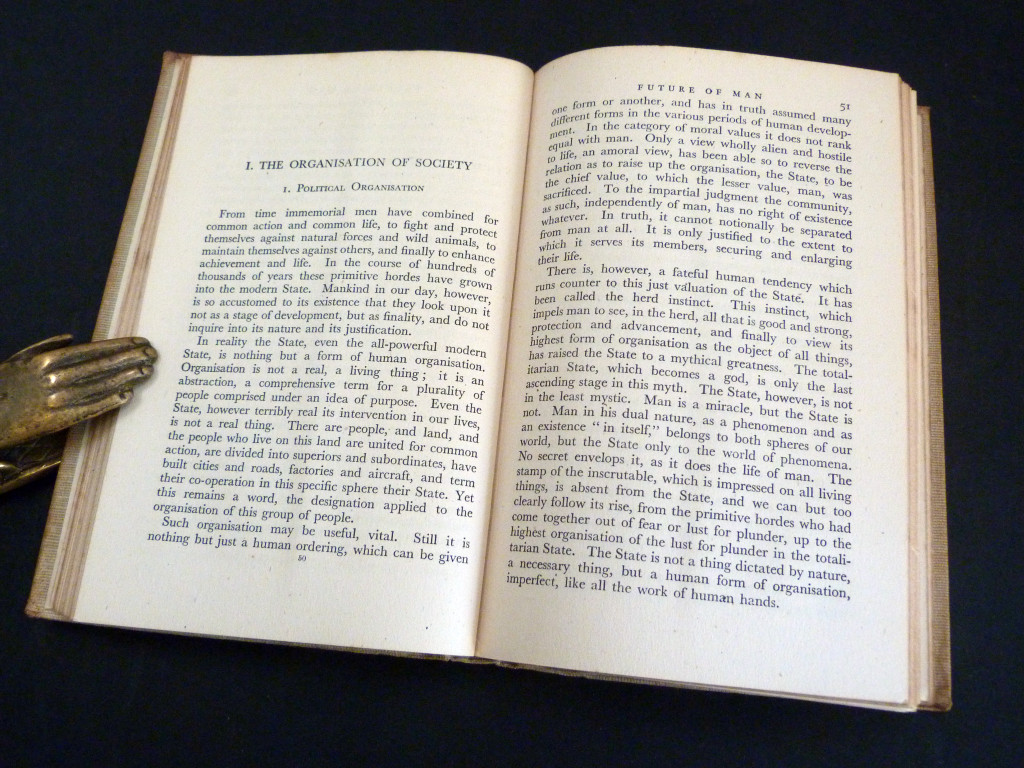 I. THE ORGANISATION OF SOCIETY
1. Political Organisation
From time immemorial men have combined for
common action and common life, to fight and protect
themselves against natural forces and wild animals, to
maintain themselves against others, and finally to enhance
achievement and life. In the course of hundreds of
thousands of years these primitive hordes have grown
into the modern State. Mankind in our day, however,
is so accustomed to its existence that they look upon it
not as a stage of development, but as finality, and do not
inquire into its nature and its justification.
In reality the State, even the all-powerful modern
State, is nothing but a form of human organisation.
Organisation is not a real, a living thing; it is an
abstraction, a comprehensive term for a plurality of
people comprised under an idea of purpose. Even the
State, however terribly real its intervention in our lives,
is not a real thing. There are people, and land, and
the people who live on this land are united for common
action, are divided into superiors and subordinates, have
built cities and roads, factories and aircraft, and term
their co-operation in this specific sphere their State. Yet
this remains a word, the designation applied to the
organisation of this group of people.
Such organisation may be useful, vital. Still it is
nothing but just a human ordering, which can be given
50
FUTURE OF MAN
51
one form or another, and has in truth assumed many
different forms in the various periods of human develop-
ment. In the category of moral values it does not rank
equal with man. Only a view wholly alien and hostile
to life, an amoral view, has been able so to reverse the
relation as to raise up the organisation, the State, to be
the chief value, to which the lesser value, man, was
sacrificed. To the impartial judgment the community,
as such, independently of man, has no right of existence
whatever. In truth, it cannot notionally be separated
from man at all. It is only justified to the extent to
which it serves its members, securing and enlarging
their life.
There is, however, a fateful human tendency which
runs counter to this just valuation of the State. It has
been called the herd instinct. This instinct, which
impels man to see, in the herd, all that is good and strong,
protection and advancement, and finally to view its
highest form of organisation as the object of all things,
has raised the State to a mythical greatness. The total-
itarian State, which becomes a god, is only the last
ascending stage in this myth. The State, however, is not
in the least mystic. Man is a miracle, but the State is
not. Man in his dual nature, as a phenomenon and as
an existence “in itself,” belongs to both spheres of our
world, but the State only to the world of phenomena.
No secret envelops it, as it does the life of man. The
stamp of the inscrutable, which is impressed on all living
things, is absent from the State, and we can but too
clearly follow its rise, from the primitive hordes who had
come together out of fear or lust for plunder, up to the
highest organisation of the lust for plunder in the totali-
tarian State. The State is not a thing dictated by nature,
a necessary thing, but a human form of organisation,
imperfect, like all the work of human hands.